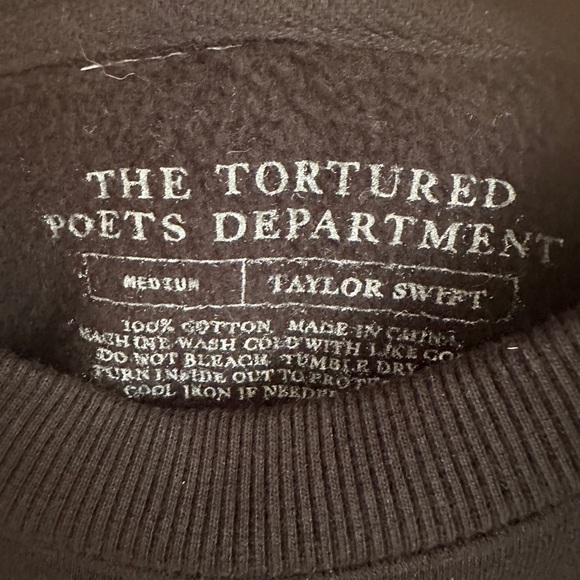 THE TORTURED
POETS DEPARTMENT
MEDIUM TAYLOR SWIFT
100% COTTON. MADE IN CHINA.
MACHINE WASH COLD WITH LIKE
DO NOT BLEACH. TUMBLE DRY
TURN INSIDE OUT TO
COOL IRON IF